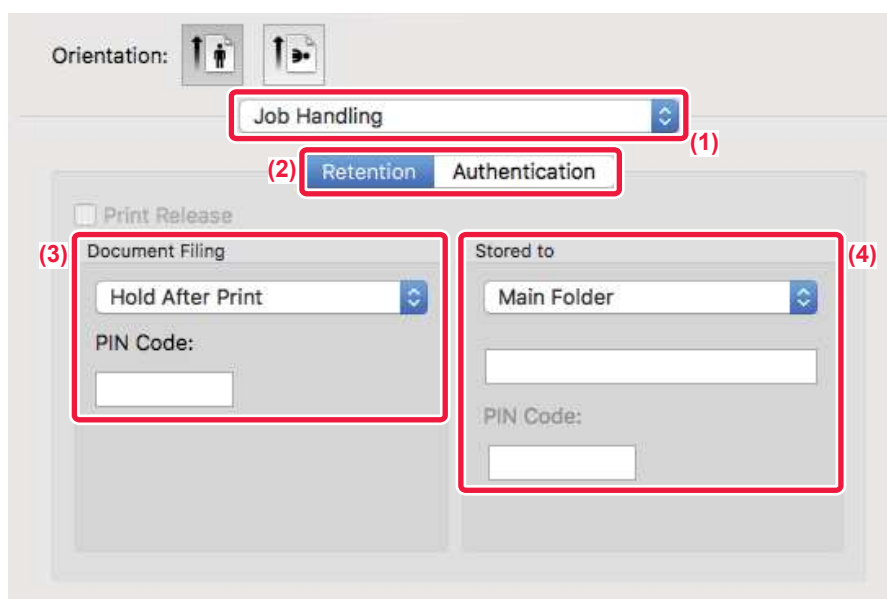 Orientation:
Job Handling
(1)
(2) Retention Authentication
Print Release
(3) Document Filing
Stored to (4)
Hold After Print
Main Folder
PIN Code:
PIN Code: